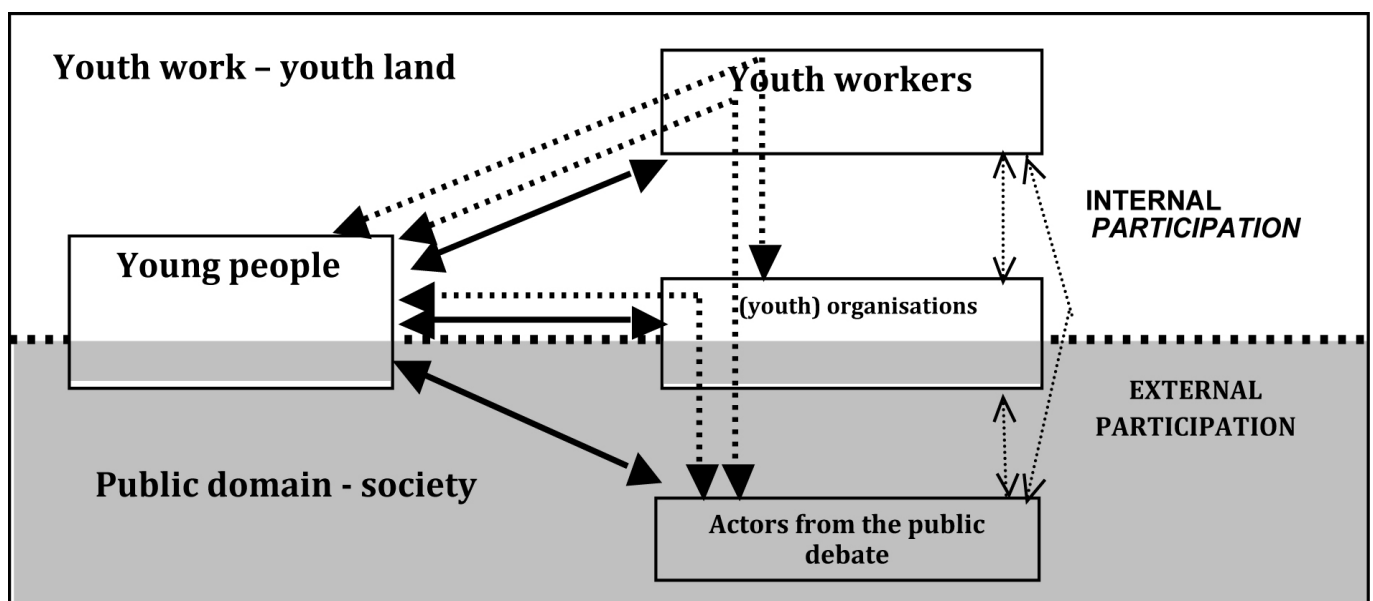 Youth work – youth land
Youth workers
INTERNAL
PARTICIPATION
Young people
(youth) organisations
EXTERNAL
PARTICIPATION
Public domain - society
Actors from the public
debate